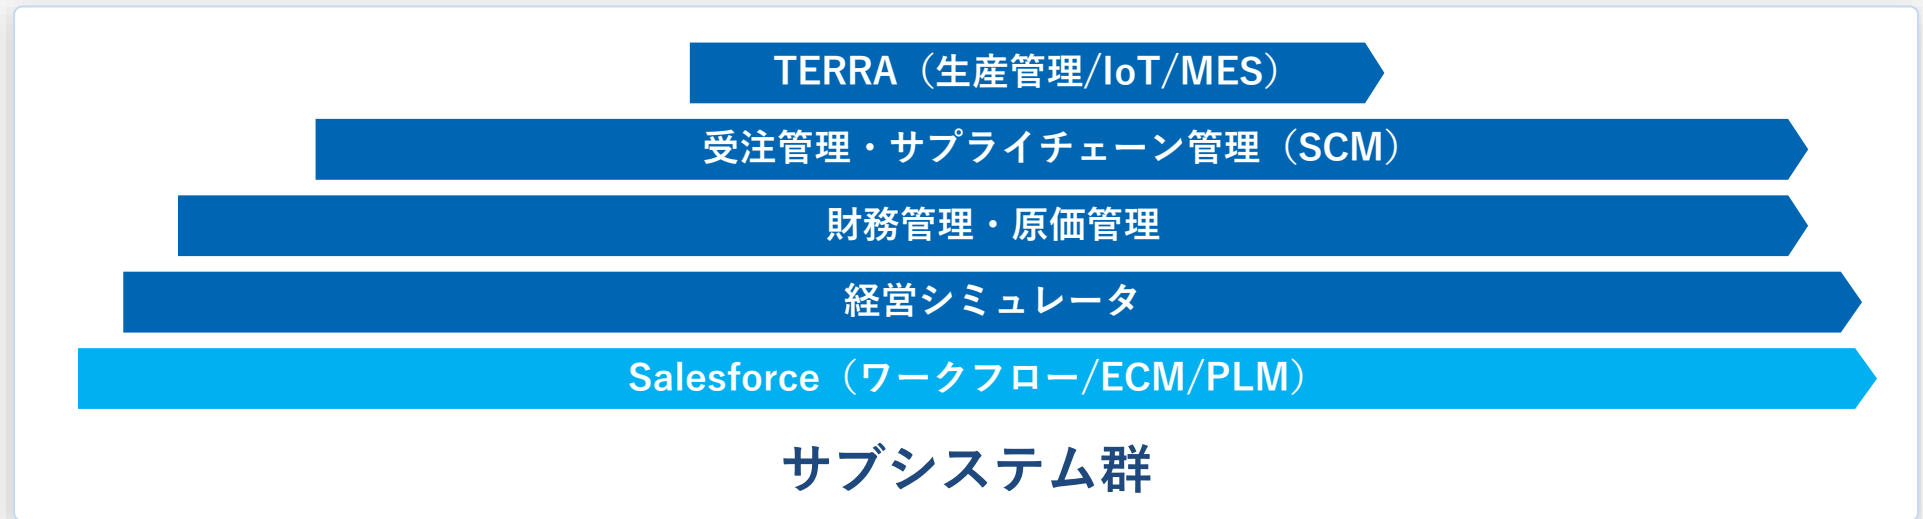 TERRA（生産管理/IoT/MES）
受注管理・サプライチェーン管理（SCM）
財務管理・原価管理
経営シミュレータ
Salesforce（ワークフロー/ECM/PLM）
サブシステム群